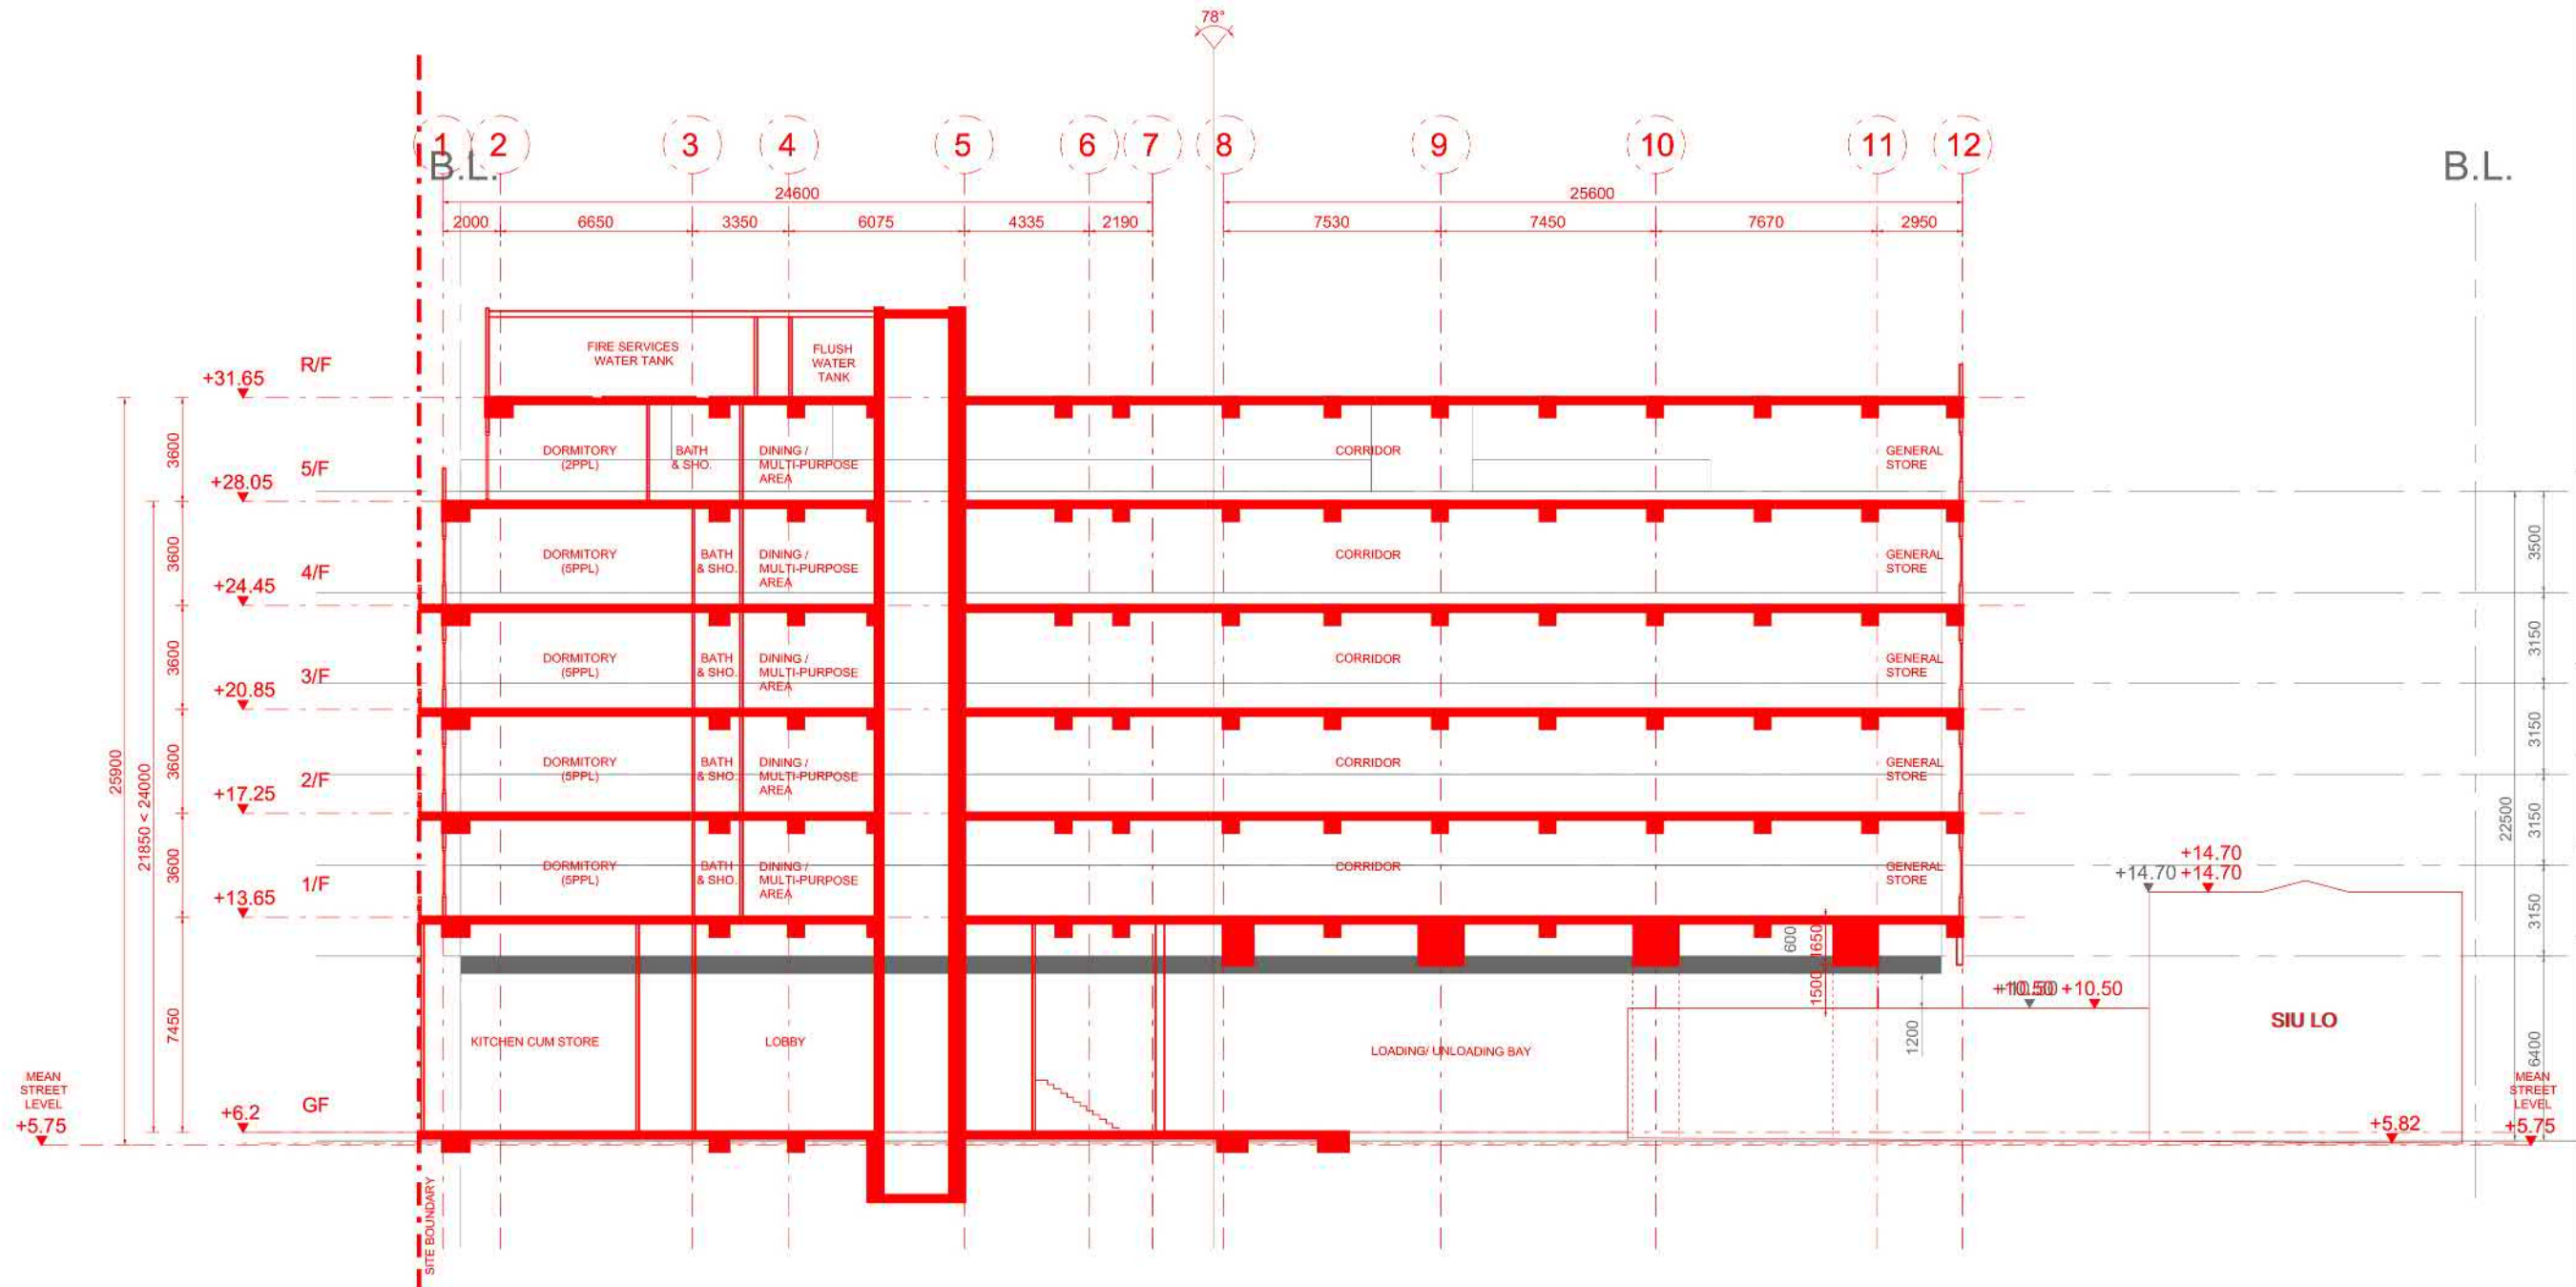 78°
1 2 3 4 5 6 7 8 9 10 11 12
B.L.
B.L.
24600
25600
2000 6650 3350 6075 4335 2190 7530 7450 7670 2950
FIRE SERVICES
WATER TANK
FLUSH
WATER
TANK
R/F
+31.65
3600
DORMITORY
(2PPL)
BATH
& SHO.
DINING /
MULTI-PURPOSE
AREA
CORRIDOR
GENERAL
STORE
5/F
+28.05
3600
DORMITORY
(5PPL)
BATH
& SHO.
DINING /
MULTI-PURPOSE
AREA
CORRIDOR
GENERAL
STORE
3500
4/F
+24.45
3600
DORMITORY
(5PPL)
BATH
& SHO.
DINING /
MULTI-PURPOSE
AREA
CORRIDOR
GENERAL
STORE
3150
3/F
+20.85
3600
DORMITORY
(5PPL)
BATH
& SHO.
DINING /
MULTI-PURPOSE
AREA
CORRIDOR
GENERAL
STORE
3150
2/F
+17.25
25900
21850 < 24000
3600
DORMITORY
(5PPL)
BATH
& SHO.
DINING /
MULTI-PURPOSE
AREA
CORRIDOR
GENERAL
STORE
3150
22500
1/F
+13.65
+14.70
+14.70 +14.70
3150
600
1650
1500
+10.50 +10.50
1200
7450
KITCHEN CUM STORE
LOBBY
LOADING/ UNLOADING BAY
SIU LO
6400
GF
+6.2
MEAN
STREET
LEVEL
+5.75
+5.82
MEAN
STREET
LEVEL
+5.75
SITE BOUNDARY